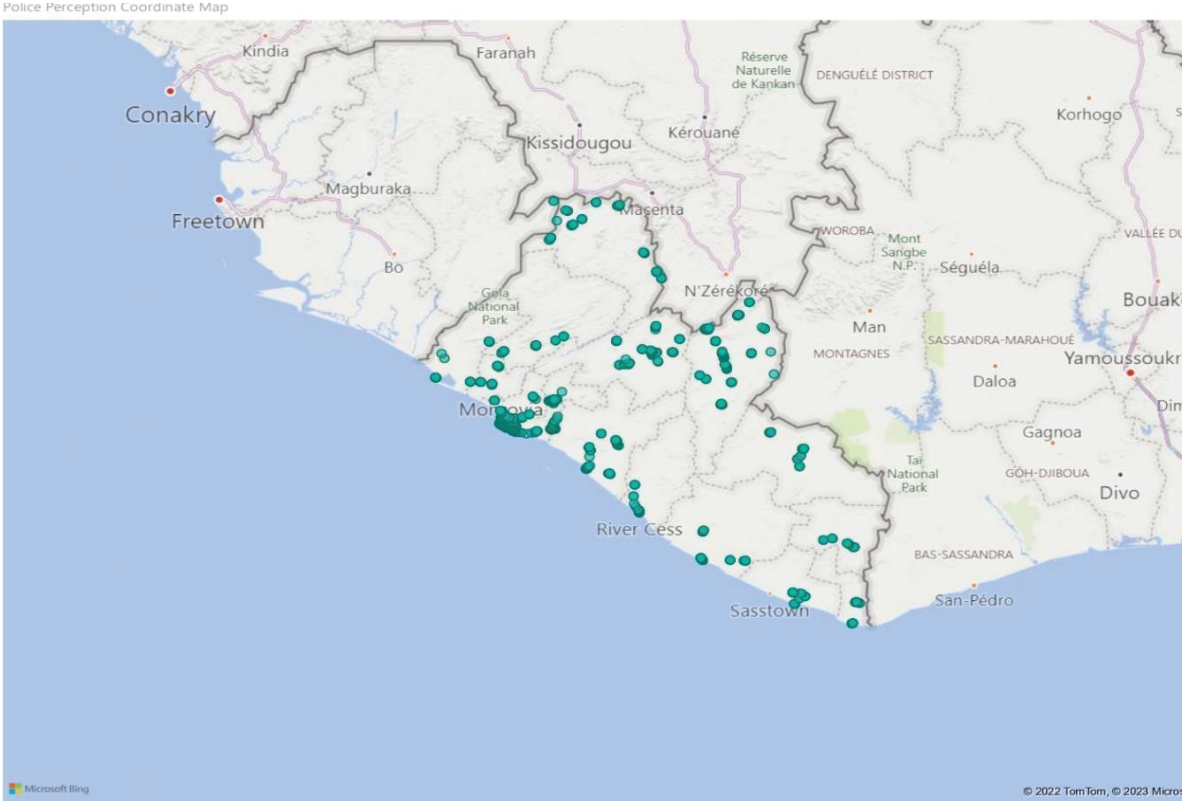 Police Perception Coordinate Map
Kindia
Faranah
Réserve
Naturelle
de Kankan
DENGUÉLÉ DISTRICT
Conakry
Korhogo
Kissidougou
Kérouané
Magburaka
Freetown
Macenta
WOROBA
Mont
Sangbe
N.P.
VALLÉE DU
Bo
Séguéla
N'Zérékoré
Gola
National
Park
Bouak
Man
SASSANDRA-MARAHOUÉ
MONTAGNES
Yamoussoukr
Daloa
Monrovia
Dim
Gagnoa
Taï
National
Park
GÔH-DJIBOUA
Divo
River Cess
BAS-SASSANDRA
San-Pédro
Sasstown
Microsoft Bing
© 2022 TomTom, © 2023 Micros